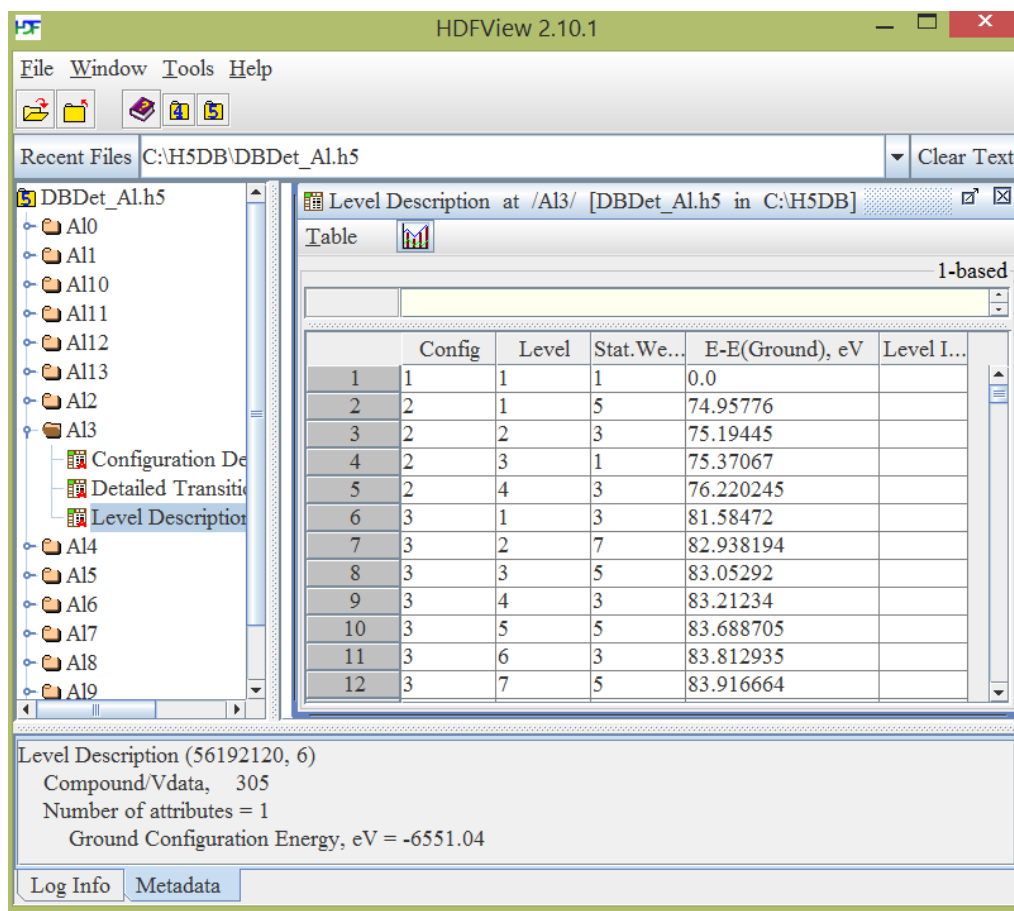 HDF
HDFView 2.10.1
File Window Tools Help
4 5
Recent Files C:\H5DB\DBDet_Al.h5 Clear Text
5 DBDet_Al.h5
Al0
Al1
Al10
Al11
Al12
Al13
Al2
Al3
Configuration De
Detailed Transitio
Level Description
Al4
Al5
Al6
Al7
Al8
Al9
Level Description at /Al3/ [DBDet_Al.h5 in C:\H5DB]
Table
1-based
Config Level Stat.We... E-E(Ground), eV Level I...
1 1 1 1 0.0
2 2 1 5 74.95776
3 2 2 3 75.19445
4 2 3 1 75.37067
5 2 4 3 76.220245
6 3 1 3 81.58472
7 3 2 7 82.938194
8 3 3 5 83.05292
9 3 4 3 83.21234
10 3 5 5 83.688705
11 3 6 3 83.812935
12 3 7 5 83.916664
Level Description (56192120, 6)
Compound/Vdata, 305
Number of attributes = 1
Ground Configuration Energy, eV = -6551.04
Log Info Metadata